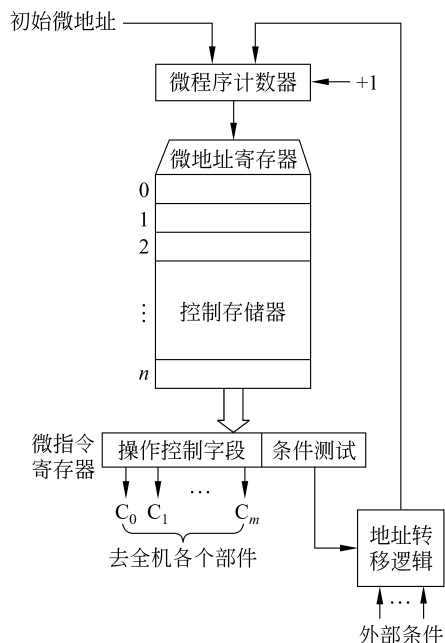 初始微地址
微程序计数器
+1
微地址寄存器
0
1
2
⋮
控制存储器
n
微指令
寄存器
操作控制字段
条件测试
C₀ C₁ … Cₘ
去全机各个部件
地址转
移逻辑
…
外部条件